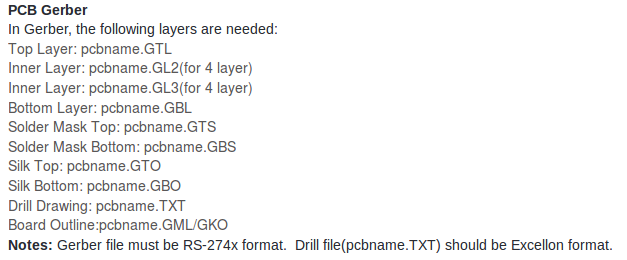 PCB Gerber
In Gerber, the following layers are needed:
Top Layer: pcbname.GTL
Inner Layer: pcbname.GL2(for 4 layer)
Inner Layer: pcbname.GL3(for 4 layer)
Bottom Layer: pcbname.GBL
Solder Mask Top: pcbname.GTS
Solder Mask Bottom: pcbname.GBS
Silk Top: pcbname.GTO
Silk Bottom: pcbname.GBO
Drill Drawing: pcbname.TXT
Board Outline:pcbname.GML/GKO
Notes: Gerber file must be RS-274x format.  Drill file(pcbname.TXT) should be Excellon format.